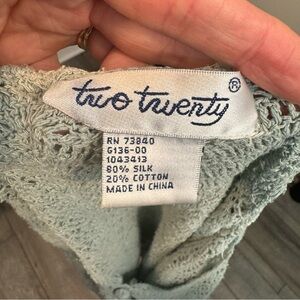 two twenty ®
RN 73840
G136-00
1043413
80% SILK
20% COTTON
MADE IN CHINA